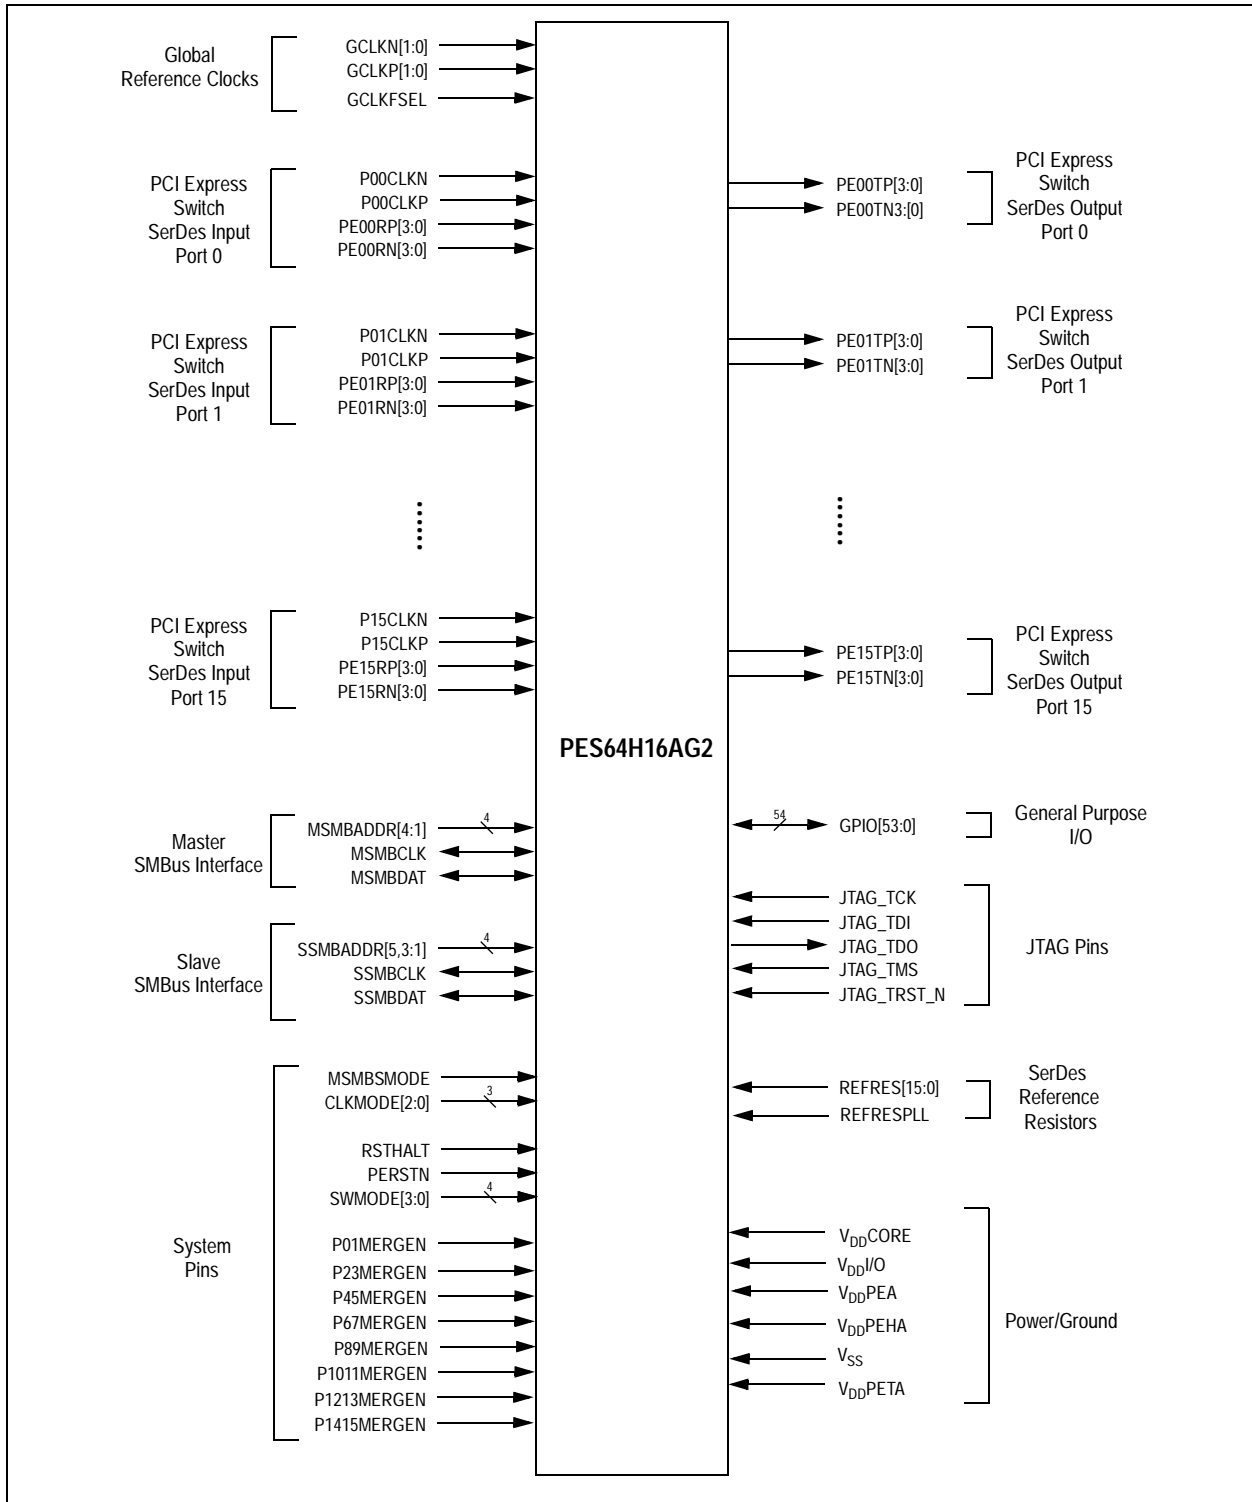 Global
Reference Clocks
GCLKN[1:0]
GCLKP[1:0]
GCLKFSEL
PCI Express
Switch
SerDes Input
Port 0
P00CLKN
P00CLKP
PE00RP[3:0]
PE00RN[3:0]
PE00TP[3:0]
PE00TN3:[0]
PCI Express
Switch
SerDes Output
Port 0
PCI Express
Switch
SerDes Input
Port 1
P01CLKN
P01CLKP
PE01RP[3:0]
PE01RN[3:0]
PE01TP[3:0]
PE01TN[3:0]
PCI Express
Switch
SerDes Output
Port 1
PCI Express
Switch
SerDes Input
Port 15
P15CLKN
P15CLKP
PE15RP[3:0]
PE15RN[3:0]
PE15TP[3:0]
PE15TN[3:0]
PCI Express
Switch
SerDes Output
Port 15
PES64H16AG2
Master
SMBus Interface
MSMBADDR[4:1]
4
MSMBCLK
MSMBDAT
54
GPIO[53:0]
General Purpose
I/O
Slave
SMBus Interface
SSMBADDR[5,3:1]
4
SSMBCLK
SSMBDAT
JTAG_TCK
JTAG_TDI
JTAG_TDO
JTAG_TMS
JTAG_TRST_N
JTAG Pins
System
Pins
MSMBSMODE
CLKMODE[2:0]
3
RSTHALT
PERSTN
SWMODE[3:0]
4
P01MERGEN
P23MERGEN
P45MERGEN
P67MERGEN
P89MERGEN
P1011MERGEN
P1213MERGEN
P1415MERGEN
REFRES[15:0]
REFRESPLL
SerDes
Reference
Resistors
VDDCORE
VDDI/O
VDDPEA
VDDPEHA
VSS
VDDPETA
Power/Ground